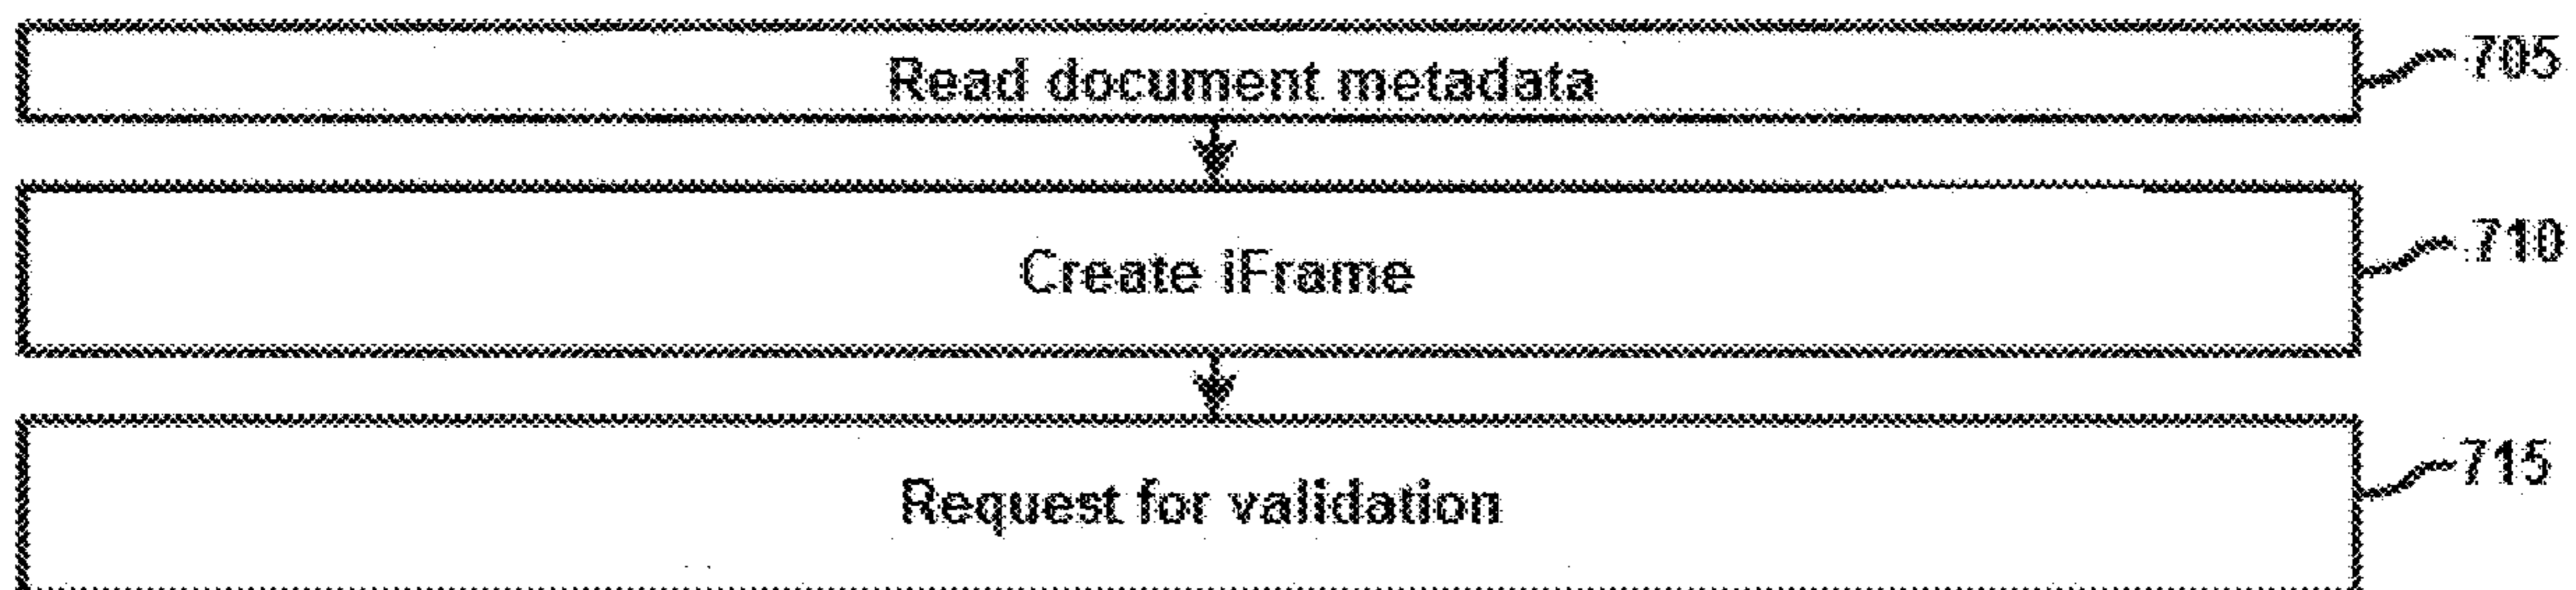 Read document metadata
705
Create iFrame
710
Request for validation
715